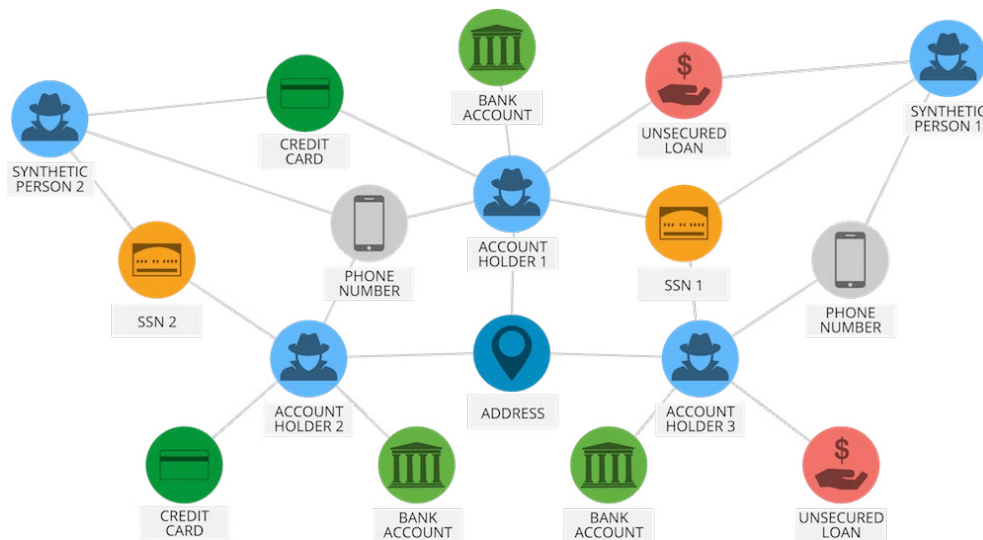 BANK
ACCOUNT
CREDIT
CARD
UNSECURED
LOAN
SYNTHETIC
PERSON 1
SYNTHETIC
PERSON 2
ACCOUNT
HOLDER 1
PHONE
NUMBER
SSN 1
PHONE
NUMBER
SSN 2
ACCOUNT
HOLDER 2
ADDRESS
ACCOUNT
HOLDER 3
CREDIT
CARD
BANK
ACCOUNT
BANK
ACCOUNT
UNSECURED
LOAN